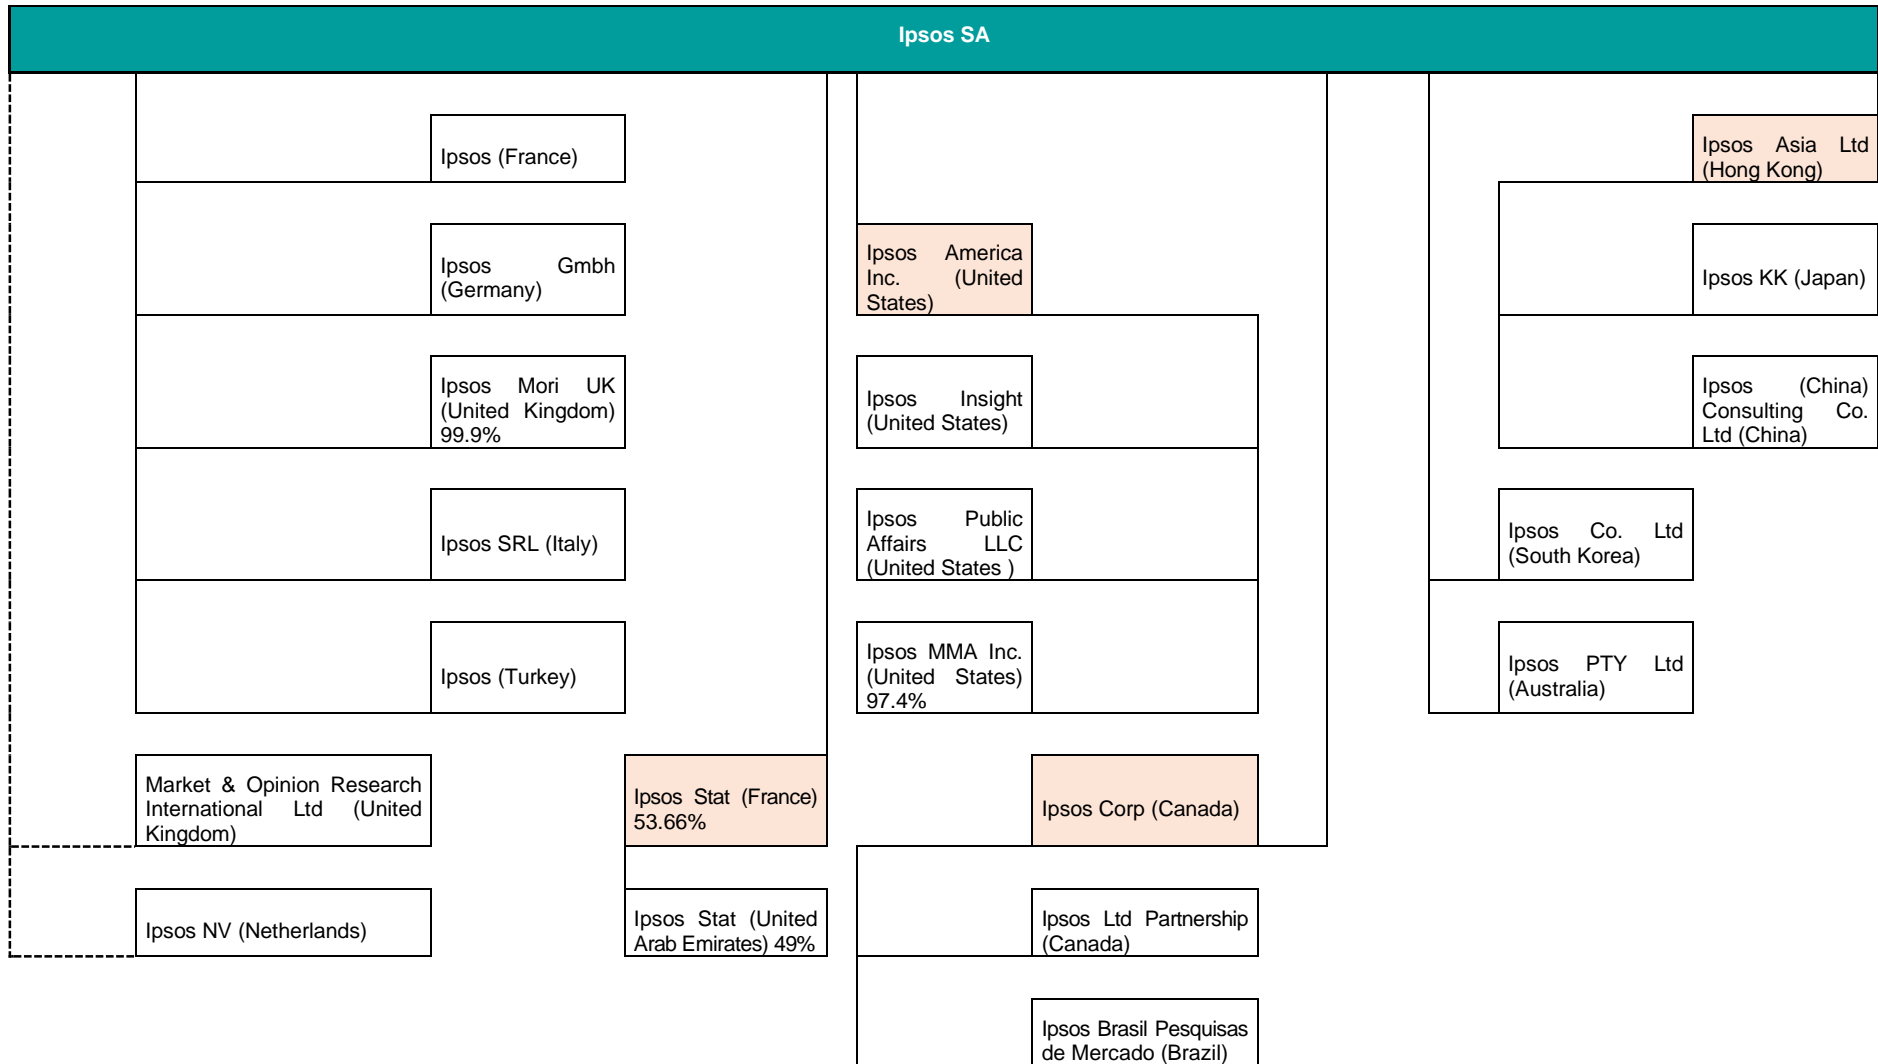 Ipsos SA
Ipsos (France)
Ipsos Asia Ltd
(Hong Kong)
Ipsos Gmbh
(Germany)
Ipsos America
Inc. (United
States)
Ipsos KK (Japan)
Ipsos Mori UK
(United Kingdom)
99.9%
Ipsos Insight
(United States)
Ipsos (China)
Consulting Co.
Ltd (China)
Ipsos SRL (Italy)
Ipsos Public
Affairs LLC
(United States )
Ipsos Co. Ltd
(South Korea)
Ipsos (Turkey)
Ipsos MMA Inc.
(United States)
97.4%
Ipsos PTY Ltd
(Australia)
Market & Opinion Research
International Ltd (United
Kingdom)
Ipsos Stat (France)
53.66%
Ipsos Corp (Canada)
Ipsos NV (Netherlands)
Ipsos Stat (United
Arab Emirates) 49%
Ipsos Ltd Partnership
(Canada)
Ipsos Brasil Pesquisas
de Mercado (Brazil)